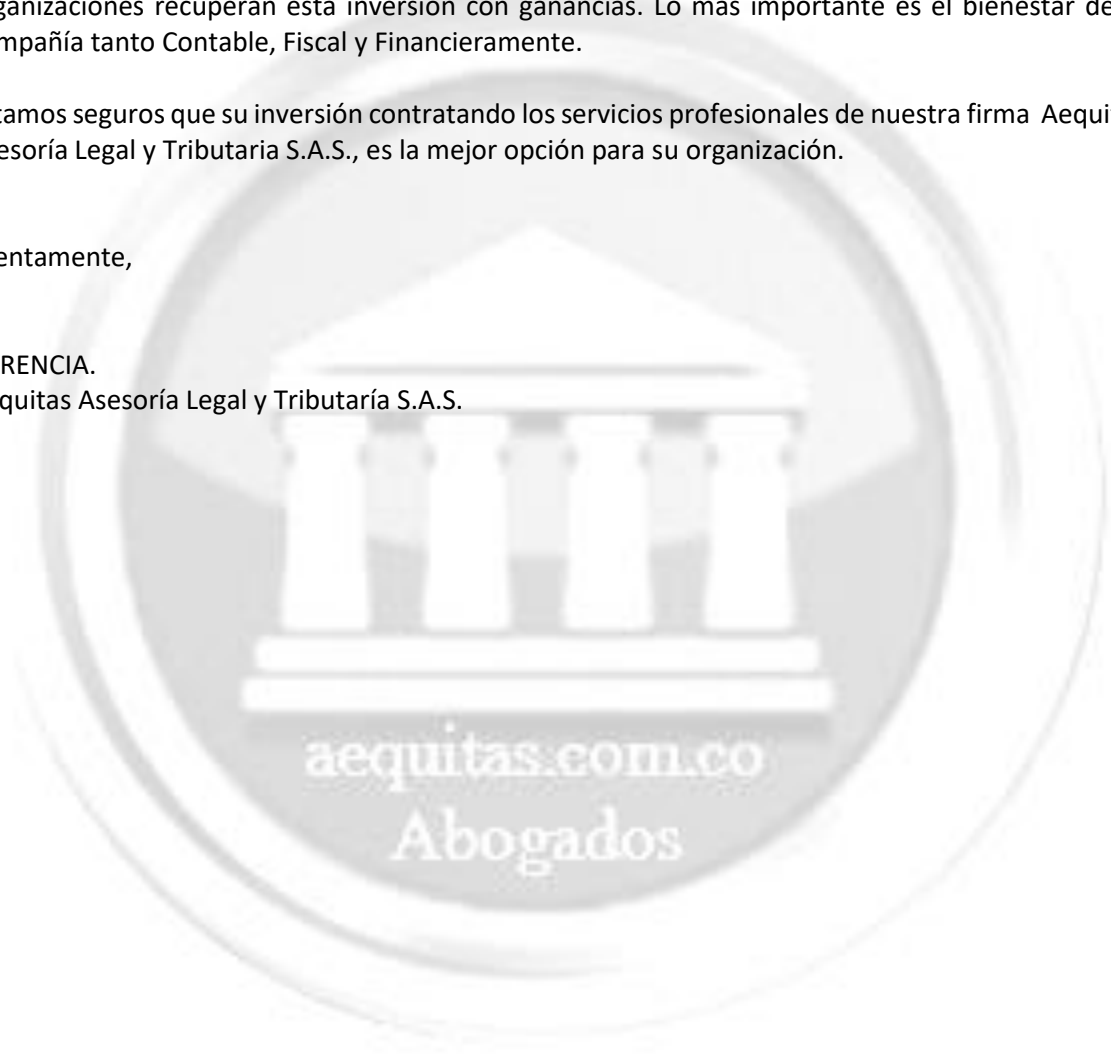 ganizaciones recuperan esta inversión con ganancias. Lo más importante es el bienestar de
mpañía tanto Contable, Fiscal y Financieramente.
tamos seguros que su inversión contratando los servicios profesionales de nuestra firma Aequi
esoría Legal y Tributaria S.A.S., es la mejor opción para su organización.
entamente,
RENCIA.
quitas Asesoría Legal y Tributaría S.A.S.
aequitas.com.co
Abogados